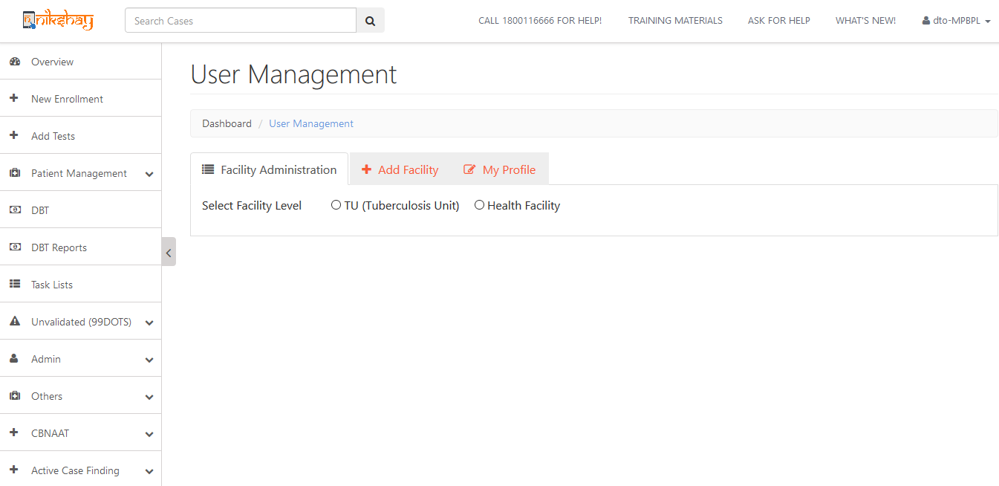 nikshay
Search Cases
CALL 1800116666 FOR HELP!
TRAINING MATERIALS
ASK FOR HELP
WHAT'S NEW!
dto-MPBPL
Overview
New Enrollment
Add Tests
Patient Management
DBT
DBT Reports
Task Lists
Unvalidated (99DOTS)
Admin
Others
CBNAAT
Active Case Finding
User Management
Dashboard / User Management
Facility Administration
Add Facility
My Profile
Select Facility Level
TU (Tuberculosis Unit)
Health Facility